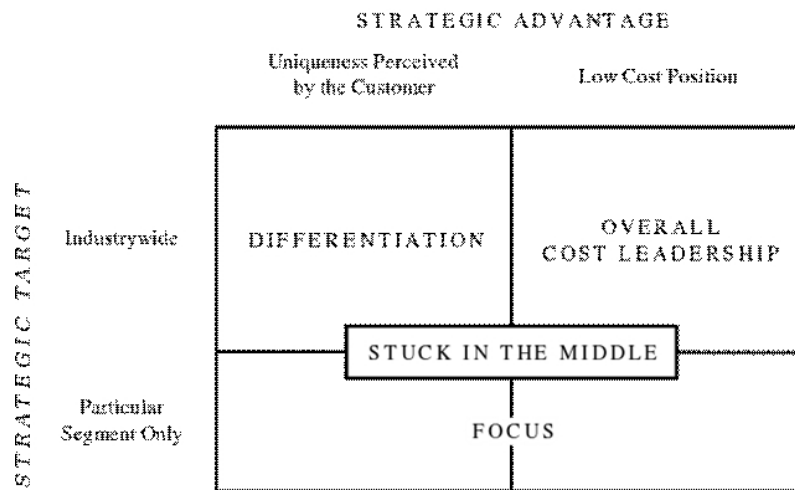 STRATEGIC ADVANTAGE
Uniqueness Perceived
by the Customer
Low Cost Position
STRATEGIC TARGET
Industrywide
DIFFERENTIATION
OVERALL
COST LEADERSHIP
STUCK IN THE MIDDLE
Particular
Segment Only
FOCUS